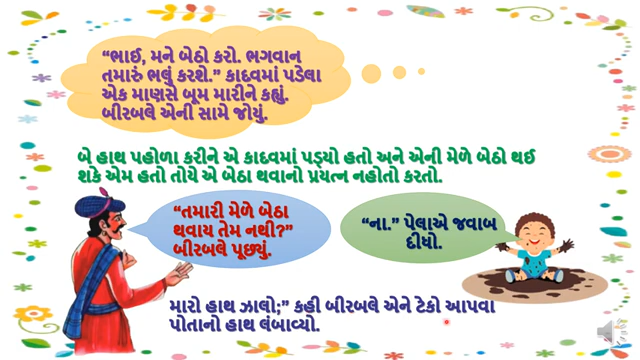 “ભાઈ, મને બેઠો કરો. ભગવાન
તમારું ભલું કરશે.” કાદવમાં પડેલા
એક માણસે બૂમ મારીને કહ્યું.
બીરબલે એની સામે જોયું.
બે હાથ પહોળા કરીને એ કાદવમાં પડ્યો હતો અને એની મેળે બેઠો થઈ
શકે એમ હતો તોયે એ બેઠા થવાનો પ્રયત્ન નહોતો કરતો.
“તમારી મેળે બેઠા
થવાય તેમ નથી?”
બીરબલે પૂછ્યું.
“ના.” પેલાએ જવાબ
દીધો.
મારો હાથ ઝાલો;” કહી બીરબલે એને ટેકો આપવા
પોતાનો હાથ લંબાવ્યો.